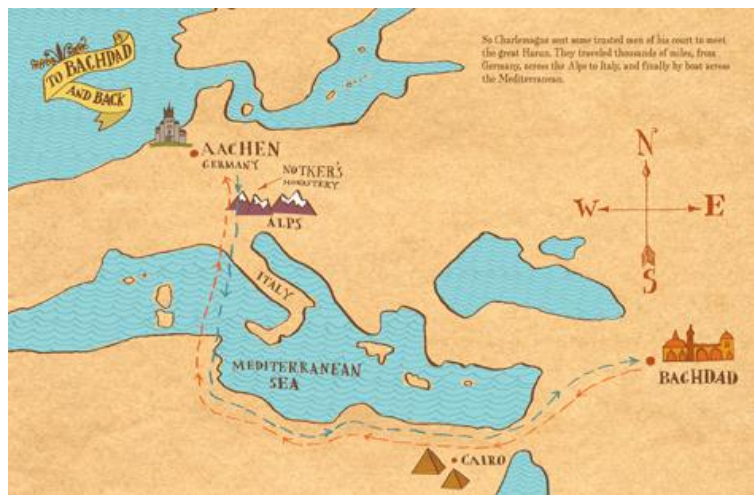 TO BAGHDAD
AND BACK
So Charlemagne sent some trusted men of his court to meet
the great Harun. They traveled thousands of miles, from
Germany, across the Alps to Italy, and finally by boat across
the Mediterranean.
AACHEN
GERMANY
NOTKER'S
MONASTERY
ALPS
ITALY
N
W
E
S
MEDITERRANEAN
SEA
BAGHDAD
CAIRO